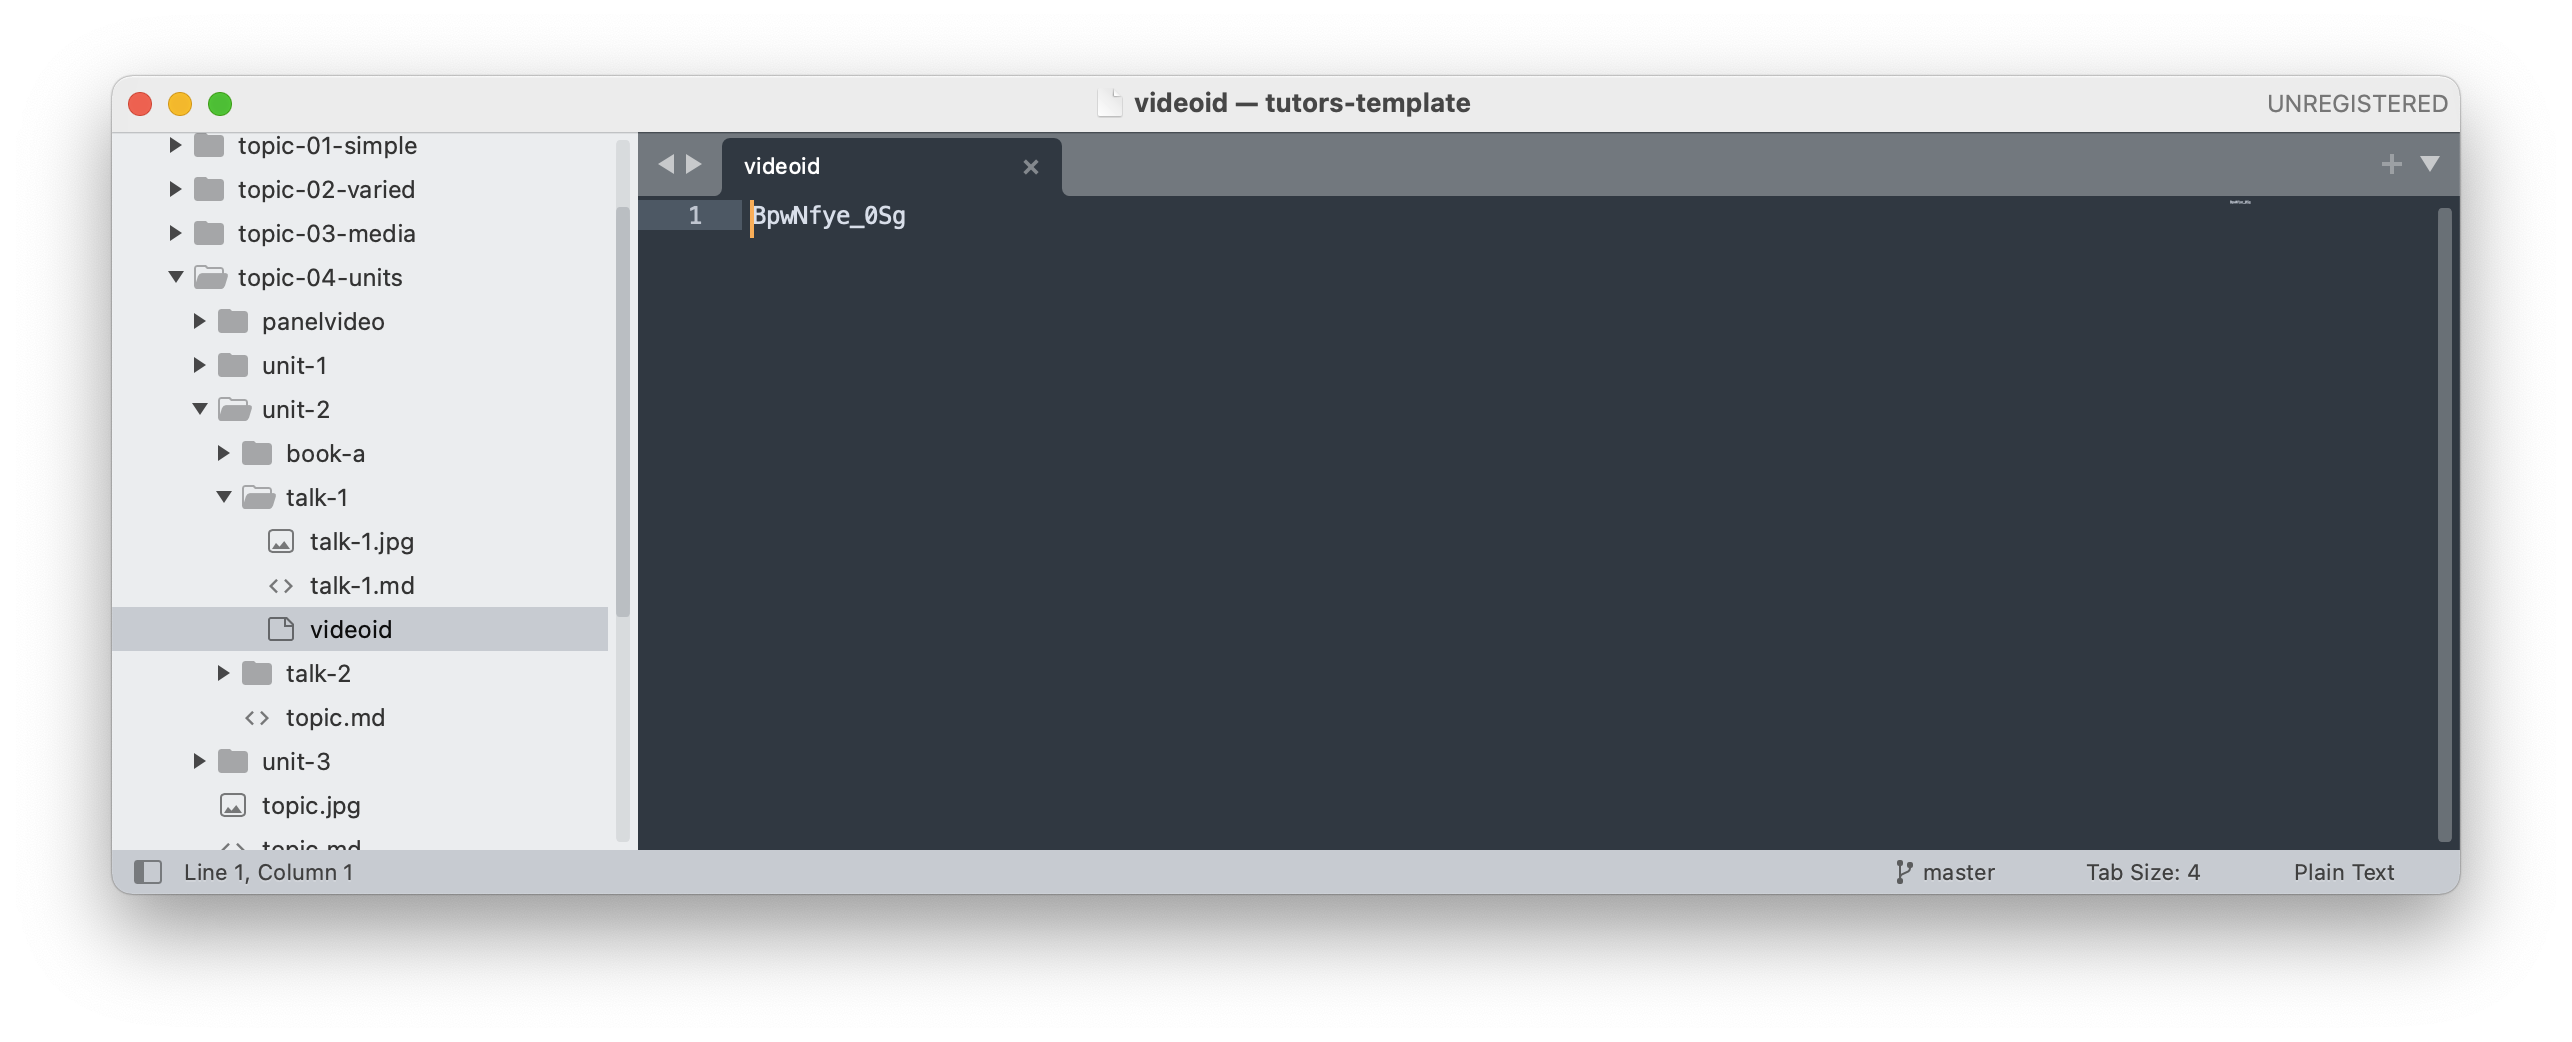 videoid — tutors-template
UNREGISTERED
topic-01-simple
topic-02-varied
topic-03-media
topic-04-units
panelvideo
unit-1
unit-2
book-a
talk-1
talk-1.jpg
talk-1.md
videoid
talk-2
topic.md
unit-3
topic.jpg
topic.md
videoid
1 BpwNfye_0Sg
Line 1, Column 1
master
Tab Size: 4
Plain Text